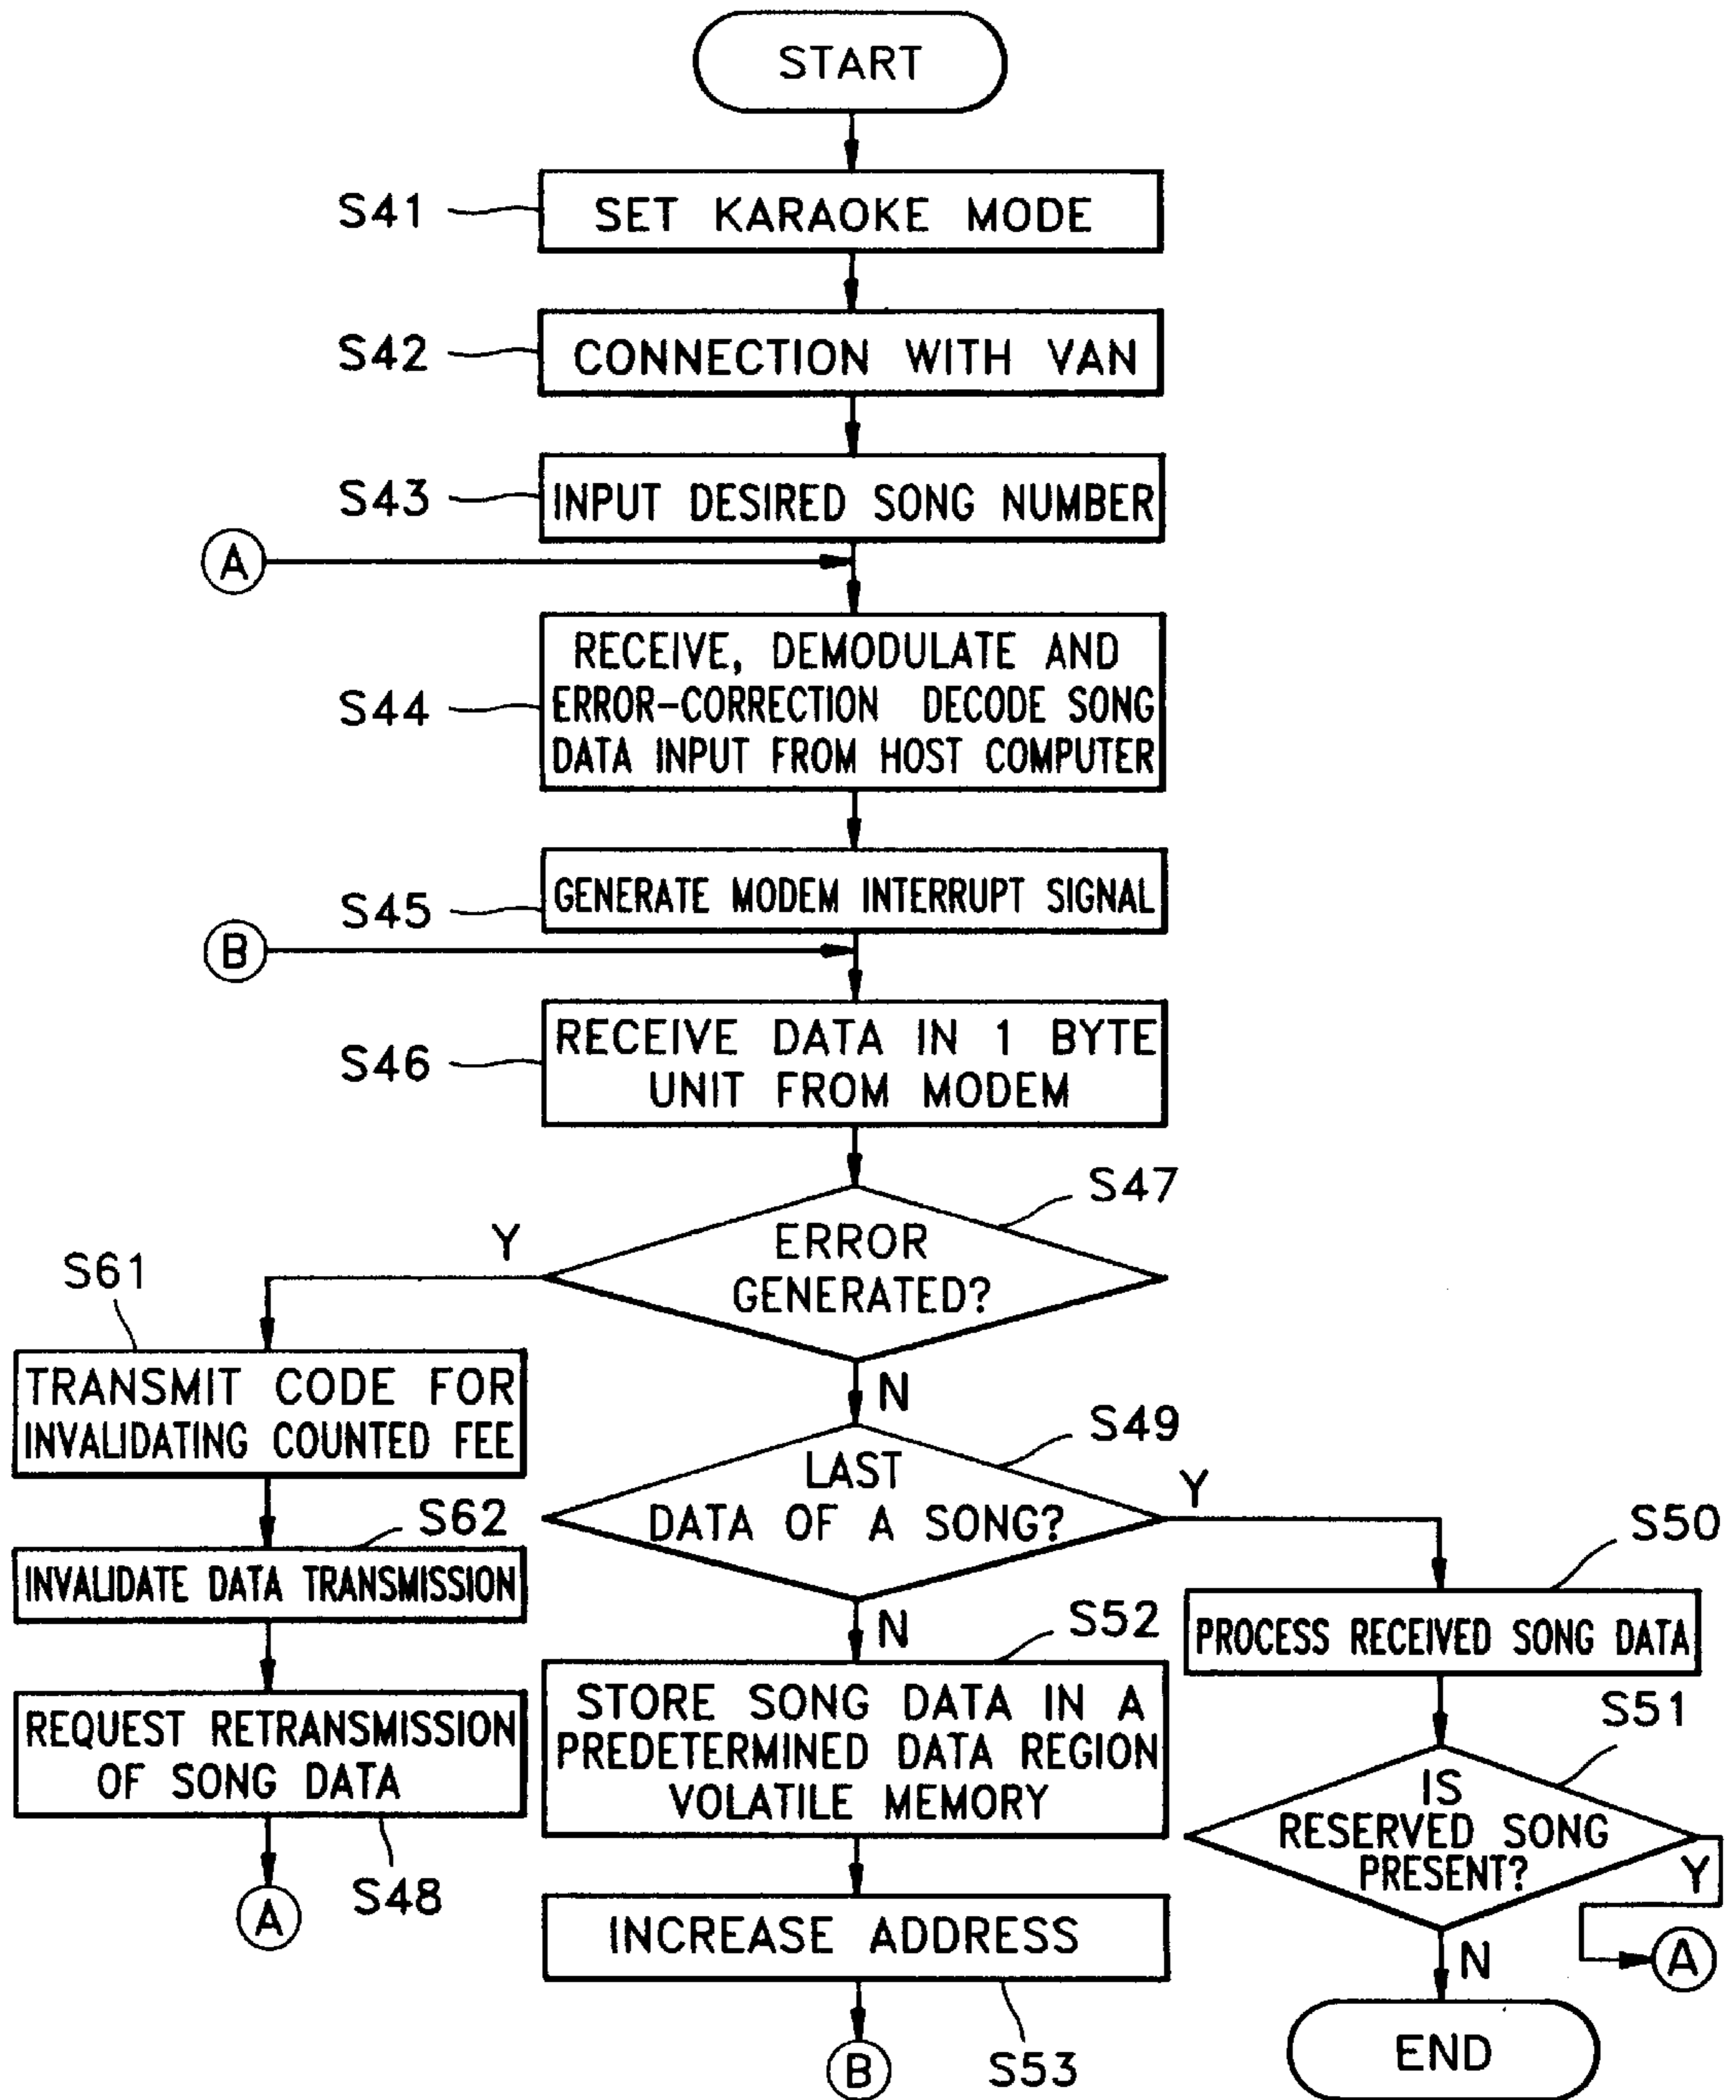 START
S41
SET KARAOKE MODE
S42
CONNECTION WITH VAN
S43
INPUT DESIRED SONG NUMBER
A
S44
RECEIVE, DEMODULATE AND
ERROR-CORRECTION DECODE SONG
DATA INPUT FROM HOST COMPUTER
S45
GENERATE MODEM INTERRUPT SIGNAL
B
S46
RECEIVE DATA IN 1 BYTE
UNIT FROM MODEM
S47
ERROR
GENERATED?
Y
N
S61
TRANSMIT CODE FOR
INVALIDATING COUNTED FEE
S62
INVALIDATE DATA TRANSMISSION
REQUEST RETRANSMISSION
OF SONG DATA
S48
A
S49
LAST
DATA OF A SONG?
Y
N
S52
STORE SONG DATA IN A
PREDETERMINED DATA REGION
VOLATILE MEMORY
INCREASE ADDRESS
S53
B
S50
PROCESS RECEIVED SONG DATA
S51
IS
RESERVED SONG
PRESENT?
Y
A
N
END